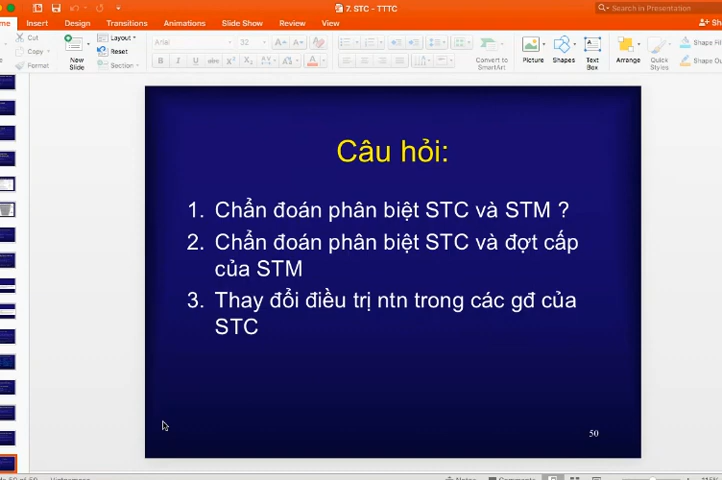 7. STC - TTTC
Search in Presentation
Insert Design Transitions Animations Slide Show Review View
Cut
Copy
Format
New Slide
Layout
Reset
Section
Arial
32
Convert to SmartArt
Picture
Shapes
Text Box
Arrange
Quick Styles
Câu hỏi:
1. Chẩn đoán phân biệt STC và STM ?
2. Chẩn đoán phân biệt STC và đợt cấp
của STM
3. Thay đổi điều trị ntn trong các gđ của
STC
50